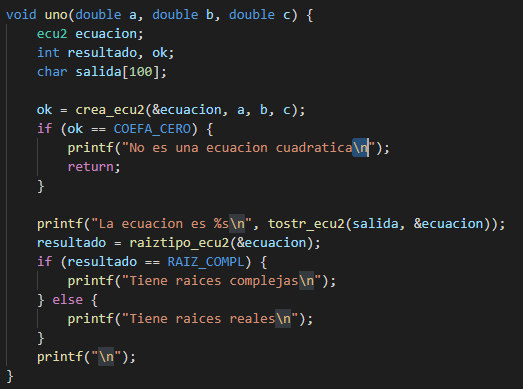 void uno(double a, double b, double c) {
    ecu2 ecuacion;
    int resultado, ok;
    char salida[100];

    ok = crea_ecu2(&ecuacion, a, b, c);
    if (ok == COEFA_CERO) {
        printf("No es una ecuacion cuadratica\n");
        return;
    }

    printf("La ecuacion es %s\n", tostr_ecu2(salida, &ecuacion));
    resultado = raiztipo_ecu2(&ecuacion);
    if (resultado == RAIZ_COMPL) {
        printf("Tiene raices complejas\n");
    } else {
        printf("Tiene raices reales\n");
    }
    printf("\n");
}